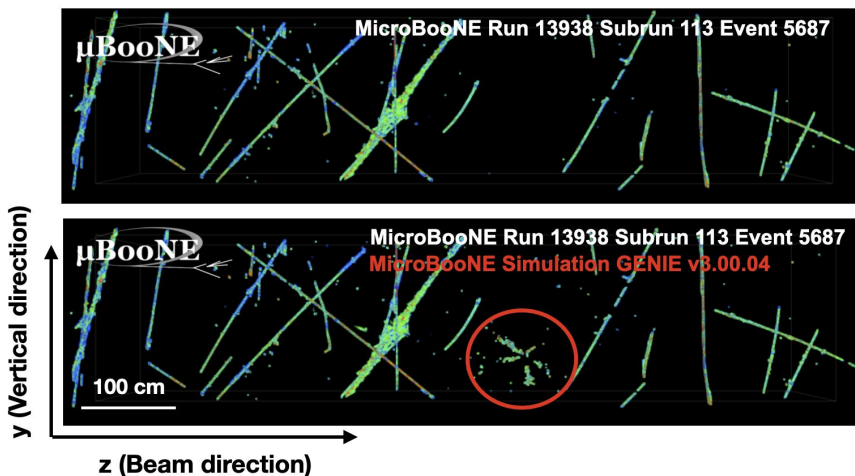 MicroBooNE Run 13938 Subrun 113 Event 5687
μBooNE
MicroBooNE Run 13938 Subrun 113 Event 5687
μBooNE
MicroBooNE Simulation GENIE v3.00.04
100 cm
y (Vertical direction)
z (Beam direction)